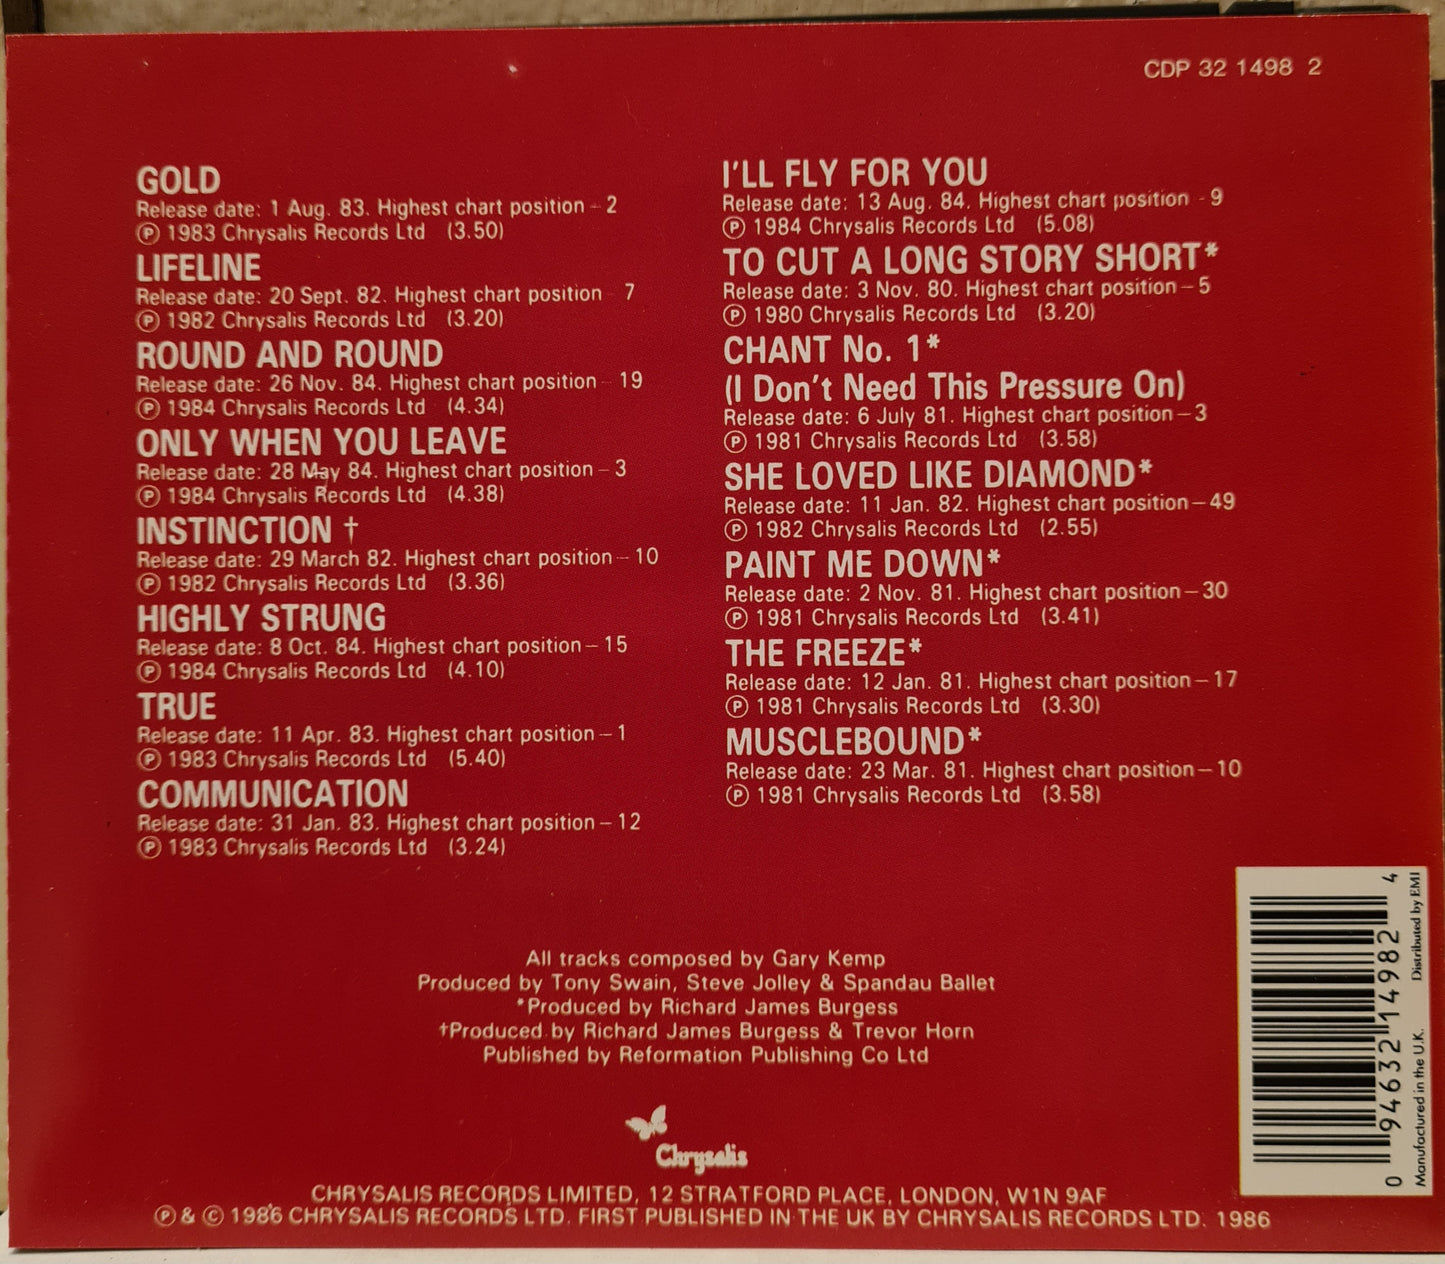 CDP 32 1498 2
GOLD
Release date: 1 Aug. 83. Highest chart position – 2
Ⓟ 1983 Chrysalis Records Ltd (3.50)
LIFELINE
Release date: 20 Sept. 82. Highest chart position 7
Ⓟ 1982 Chrysalis Records Ltd (3.20)
ROUND AND ROUND
Release date: 26 Nov. 84. Highest chart position – 19
Ⓟ 1984 Chrysalis Records Ltd (4.34)
ONLY WHEN YOU LEAVE
Release date: 28 May 84. Highest chart position – 3
Ⓟ 1984 Chrysalis Records Ltd (4.38)
INSTINCTION †
Release date: 29 March 82. Highest chart position – 10
Ⓟ 1982 Chrysalis Records Ltd (3.36)
HIGHLY STRUNG
Release date: 8 Oct. 84. Highest chart position – 15
Ⓟ 1984 Chrysalis Records Ltd (4.10)
TRUE
Release date: 11 Apr. 83. Highest chart position – 1
Ⓟ 1983 Chrysalis Records Ltd (5.40)
COMMUNICATION
Release date: 31 Jan. 83. Highest chart position – 12
Ⓟ 1983 Chrysalis Records Ltd (3.24)
I'LL FLY FOR YOU
Release date: 13 Aug. 84. Highest chart position - 9
Ⓟ 1984 Chrysalis Records Ltd (5.08)
TO CUT A LONG STORY SHORT*
Release date: 3 Nov. 80. Highest chart position – 5
Ⓟ 1980 Chrysalis Records Ltd (3.20)
CHANT No. 1*
(I Don't Need This Pressure On)
Release date: 6 July 81. Highest chart position – 3
Ⓟ 1981 Chrysalis Records Ltd (3.58)
SHE LOVED LIKE DIAMOND*
Release date: 11 Jan. 82. Highest chart position – 49
Ⓟ 1982 Chrysalis Records Ltd (2.55)
PAINT ME DOWN*
Release date: 2 Nov. 81. Highest chart position – 30
Ⓟ 1981 Chrysalis Records Ltd (3.41)
THE FREEZE*
Release date: 12 Jan. 81. Highest chart position – 17
Ⓟ 1981 Chrysalis Records Ltd (3.30)
MUSCLEBOUND*
Release date: 23 Mar. 81. Highest chart position – 10
Ⓟ 1981 Chrysalis Records Ltd (3.58)
All tracks composed by Gary Kemp
Produced by Tony Swain, Steve Jolley & Spandau Ballet
*Produced by Richard James Burgess
†Produced by Richard James Burgess & Trevor Horn
Published by Reformation Publishing Co Ltd
Chrysalis
CHRYSALIS RECORDS LIMITED, 12 STRATFORD PLACE, LONDON, W1N 9AF
Ⓟ & © 1986 CHRYSALIS RECORDS LTD. FIRST PUBLISHED IN THE UK BY CHRYSALIS RECORDS LTD. 1986
0 94632 14982 4
Manufactured in the U.K. Distributed by EMI